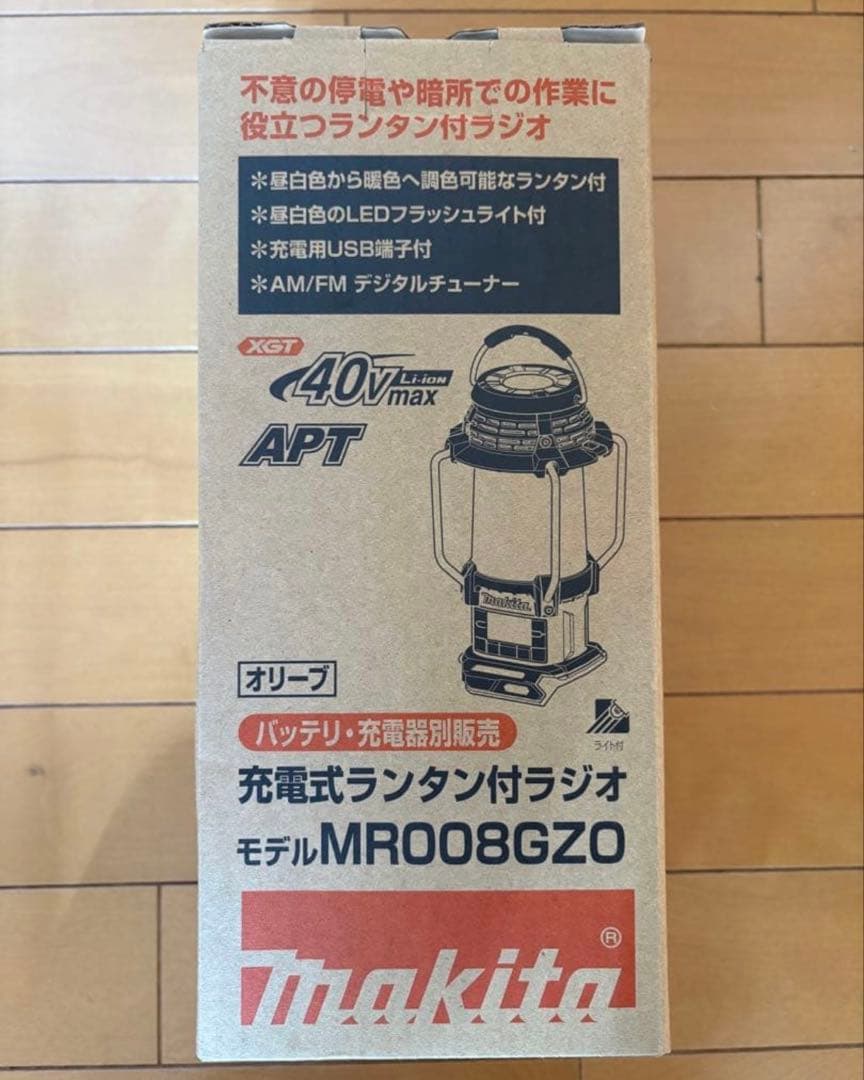 不意の停電や暗所での作業に
役立つランタン付ラジオ
＊昼白色から暖色へ調色可能なランタン付
＊昼白色のLEDフラッシュライト付
＊充電用USB端子付
＊AM/FM デジタルチューナー
XGT
40Vmax Li-ion
APT
makita
オリーブ
ライト付
バッテリ・充電器別販売
充電式ランタン付ラジオ
モデルMR008GZO
makita®